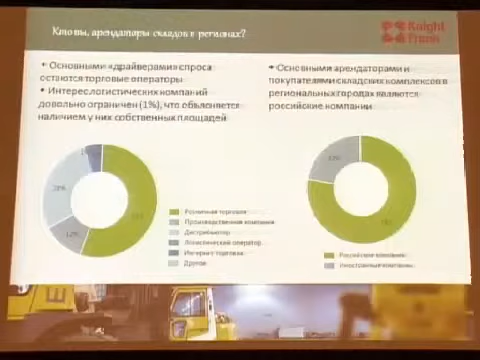 Кто вы, арендаторы складов в регионах?
Knight
Frank
• Основными «драйверами» спроса
остаются торговые операторы
• Интерес логистических компаний
довольно ограничен (1%), что объясняется
наличием у них собственных площадей
• Основными арендаторами и
покупателями складских комплексов в
региональных городах являются
российские компании
28%
12%
Розничная торговля
Производственная компания
Дистрибьютор
Логистический оператор
Интернет-торговля
Другое
Российские компании
Иностранные компании